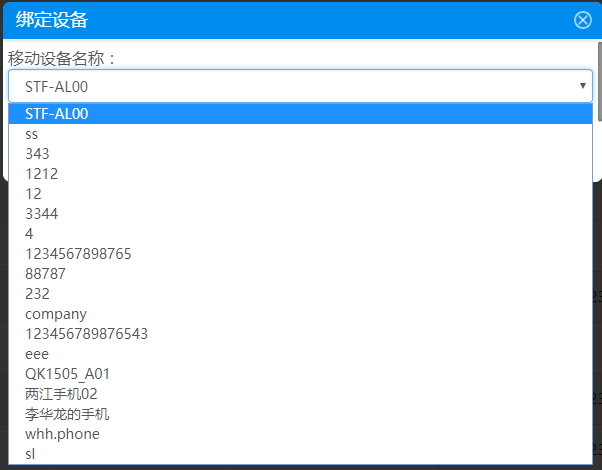 绑定设备
移动设备名称：
STF-AL00
STF-AL00
ss
343
1212
12
3344
4
1234567898765
88787
232
company
123456789876543
eee
QK1505_A01
两江手机02
李华龙的手机
whh.phone
sl